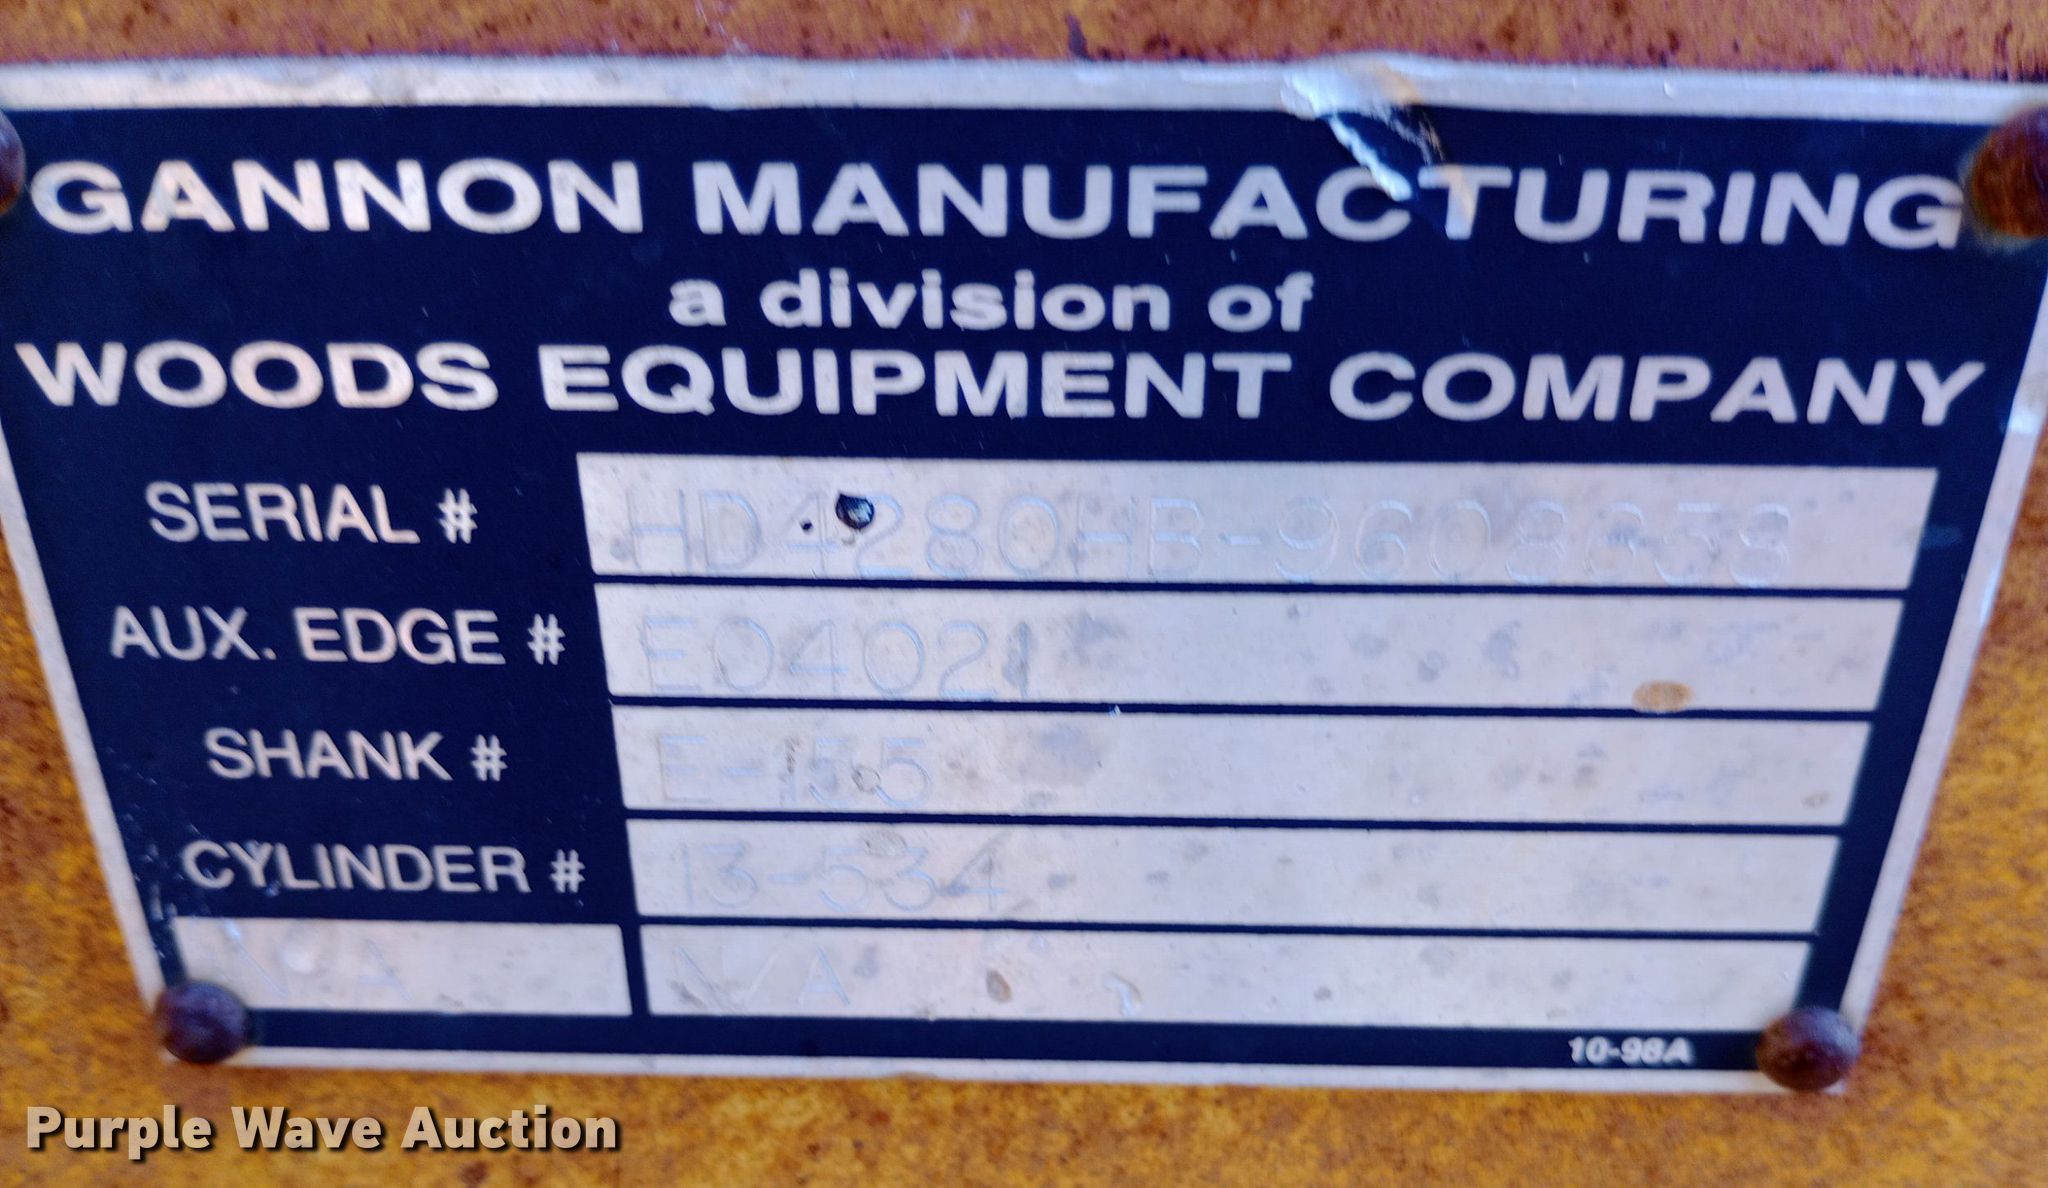 GANNON MANUFACTURING
a division of
WOODS EQUIPMENT COMPANY
SERIAL # HD4280HB-9608638
AUX. EDGE # E04021
SHANK # E-155
CYLINDER # 13-534
N/A N/A
10-98A
Purple Wave Auction